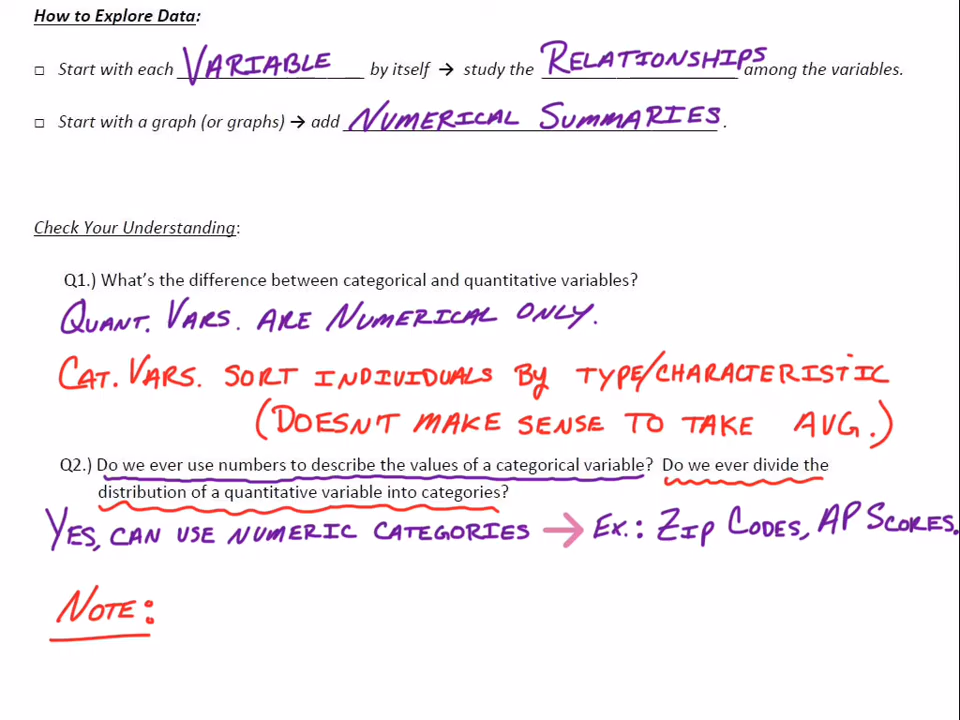 How to Explore Data:
□ Start with each VARIABLE by itself → study the RELATIONSHIPS among the variables.
□ Start with a graph (or graphs) → add NUMERICAL SUMMARIES.
Check Your Understanding:
Q1.) What's the difference between categorical and quantitative variables?
QUANT. VARS. ARE NUMERICAL ONLY.
CAT. VARS. SORT INDIVIDUALS BY TYPE/CHARACTERISTIC
(DOESN'T MAKE SENSE TO TAKE AVG.)
Q2.) Do we ever use numbers to describe the values of a categorical variable? Do we ever divide the
distribution of a quantitative variable into categories?
YES, CAN USE NUMERIC CATEGORIES → EX.: ZIP CODES, AP SCORES.
NOTE: